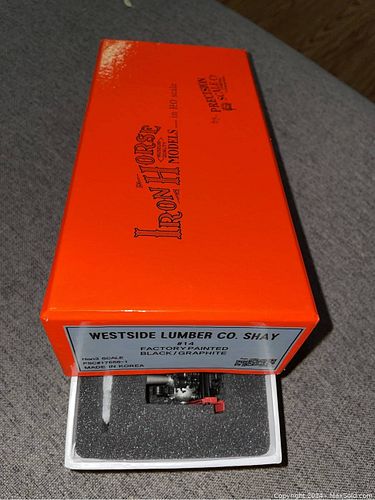 IRON HORSE
MODELS — in HO scale
by PRECISION
SCALE CO
WESTSIDE LUMBER CO. SHAY
#14
FACTORY PAINTED
BLACK/GRAPHITE
HOn3 SCALE
MADE IN KOREA
Copyright 2024 - MaxSold.com